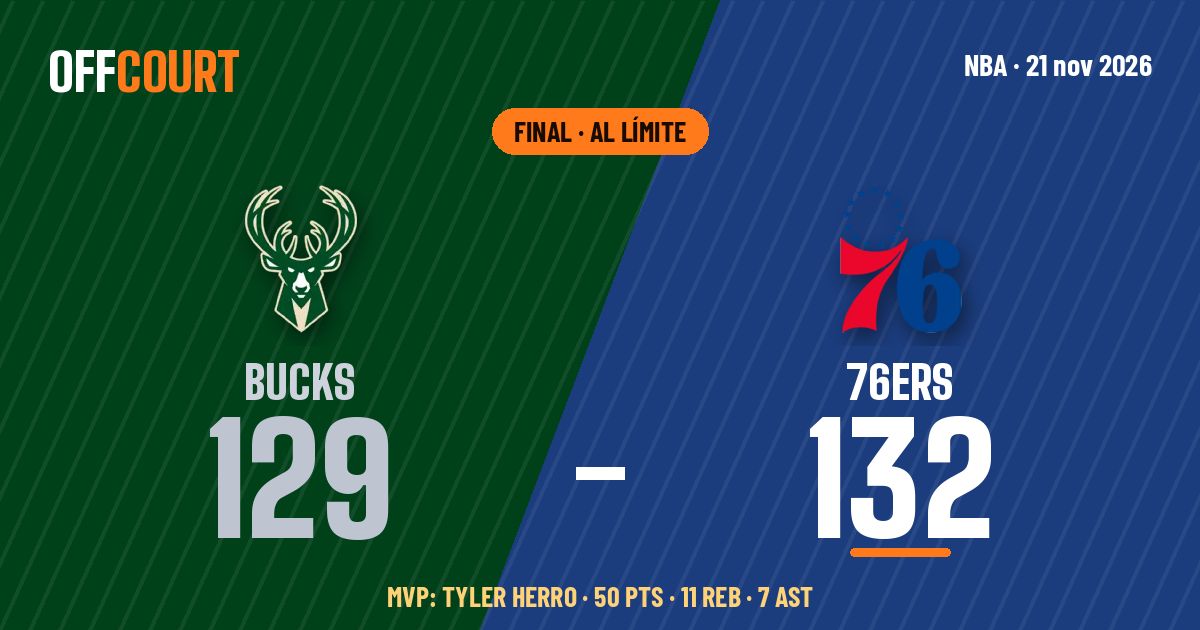 OFFCOURT
NBA · 21 nov 2026
FINAL · AL LÍMITE
76
BUCKS
76ERS
129
–
132
MVP: TYLER HERRO · 50 PTS · 11 REB · 7 AST